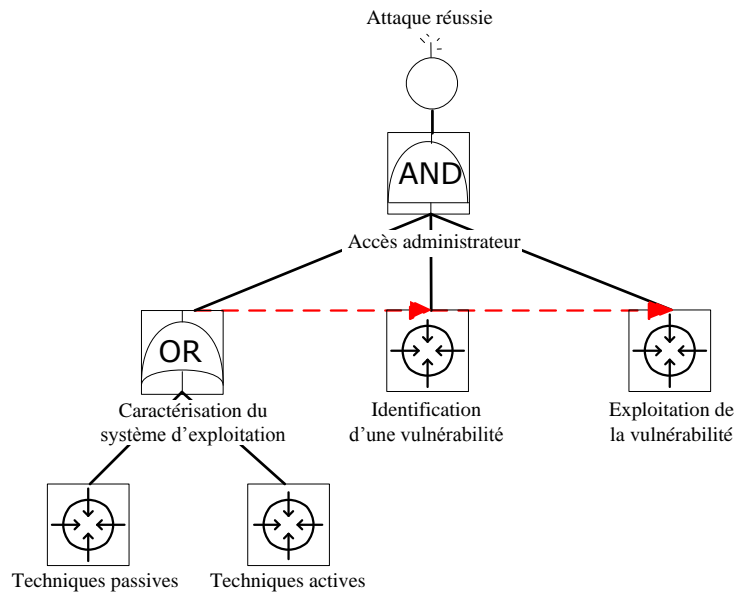 Attaque réussie
AND
Accès administrateur
OR
Caractérisation du
système d'exploitation
Identification
d'une vulnérabilité
Exploitation de
la vulnérabilité
Techniques passives
Techniques actives